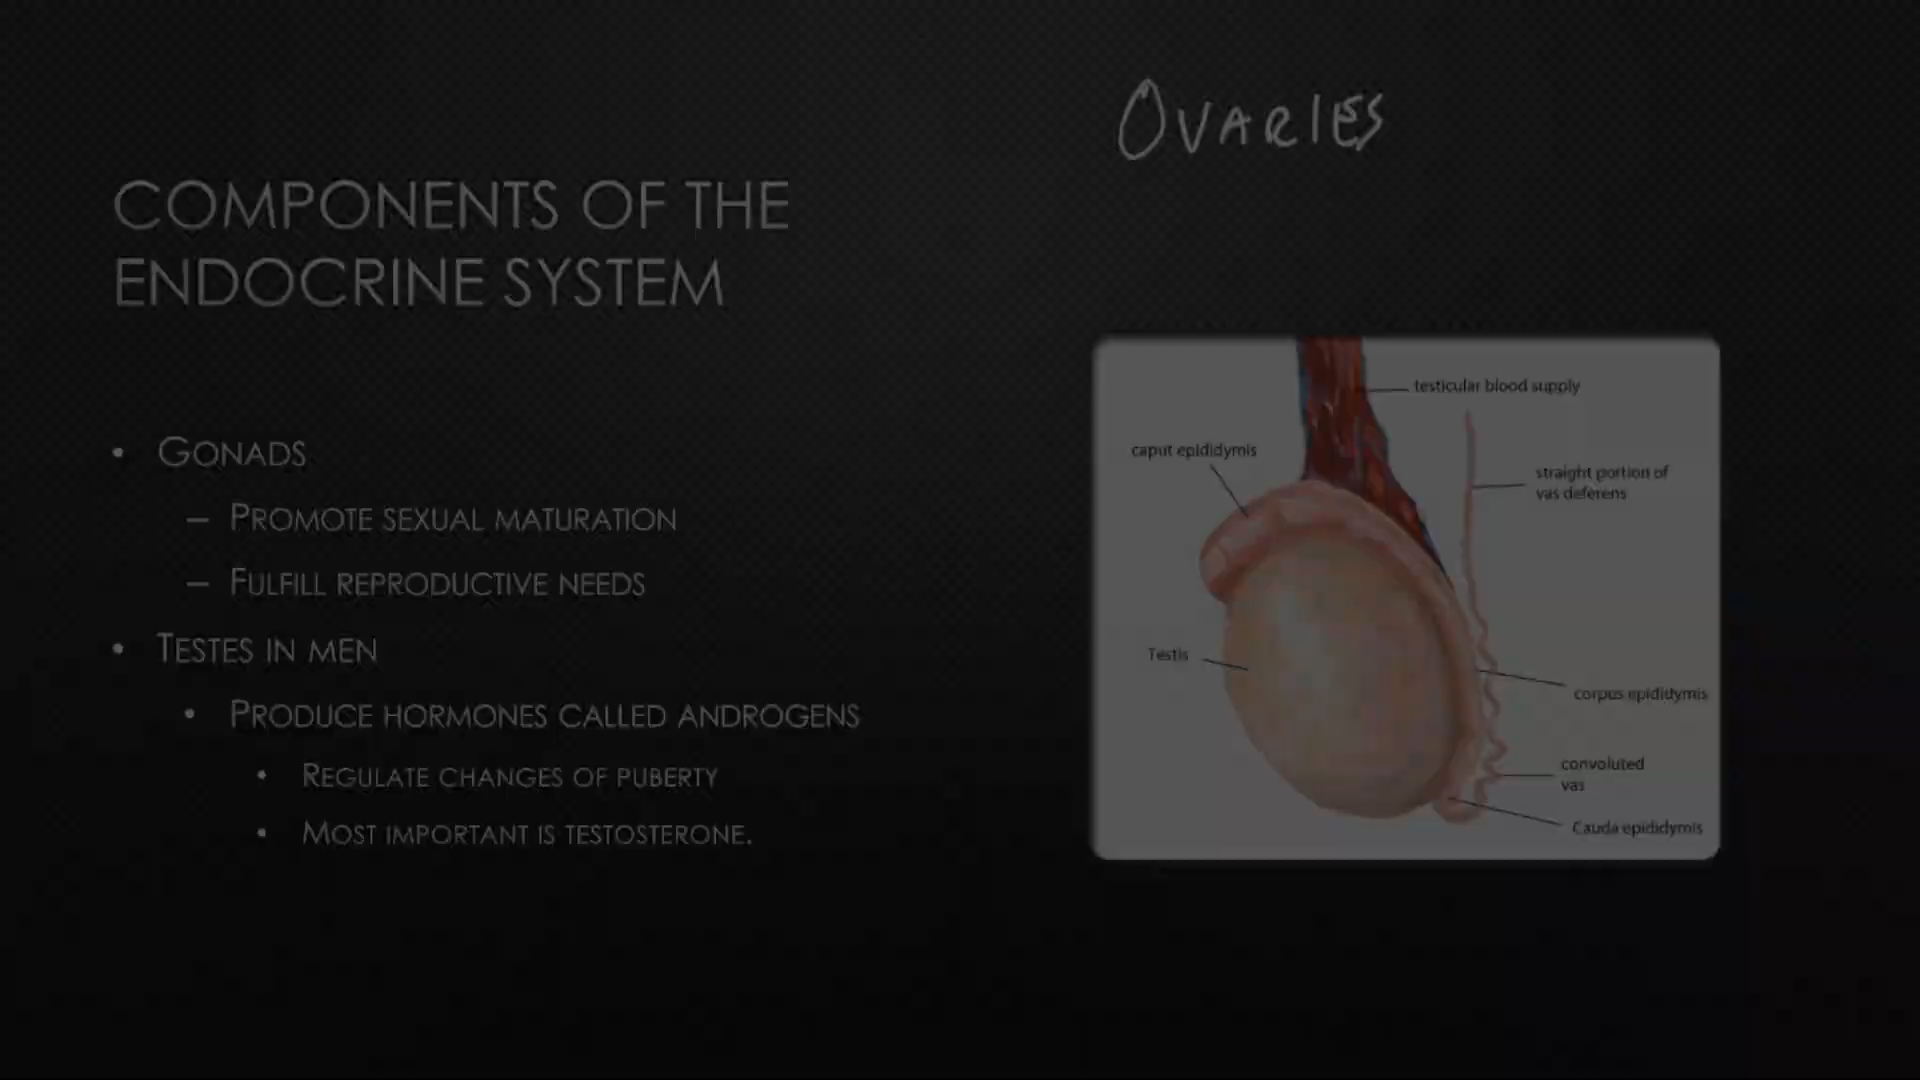 OVARIES
COMPONENTS OF THE
ENDOCRINE SYSTEM
• GONADS
– PROMOTE SEXUAL MATURATION
– FULFILL REPRODUCTIVE NEEDS
• TESTES IN MEN
• PRODUCE HORMONES CALLED ANDROGENS
• REGULATE CHANGES OF PUBERTY
• MOST IMPORTANT IS TESTOSTERONE.
testicular blood supply
caput epididymis
straight portion of
vas deferens
Testis
corpus epididymis
convoluted
vas
Cauda epididymis